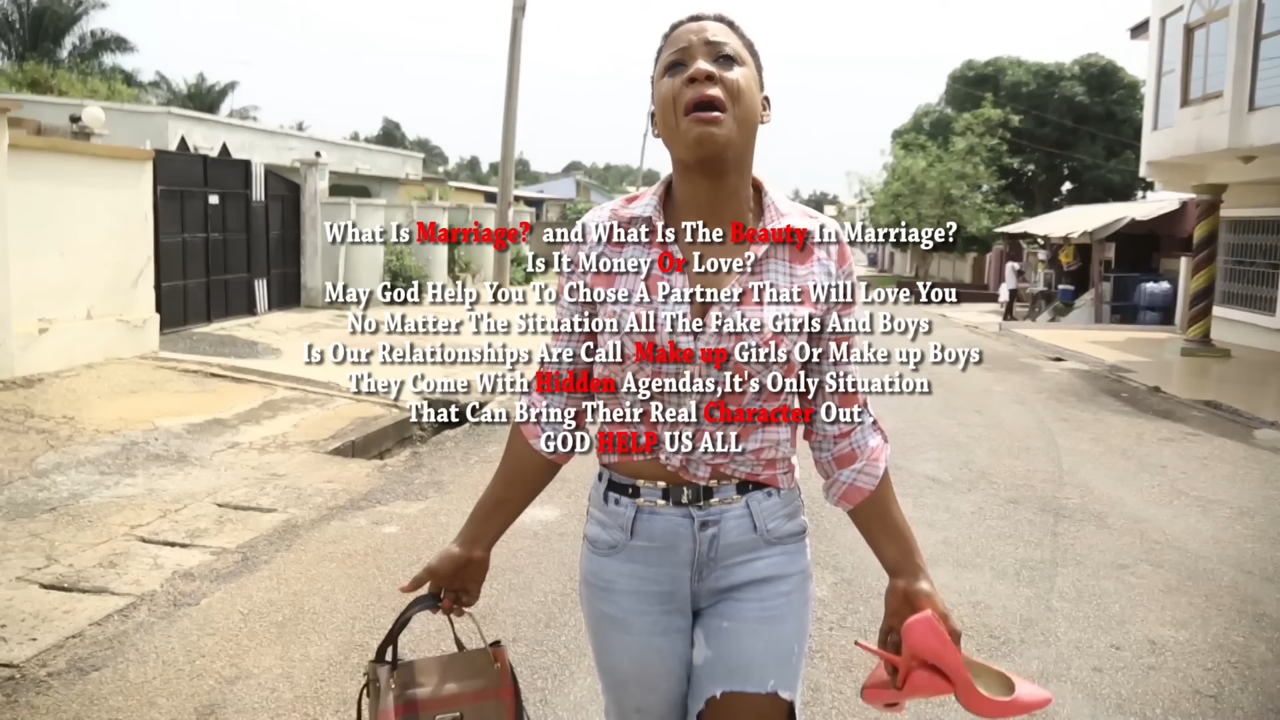 What Is Marriage? and What Is The Beauty In Marriage?
Is It Money Or Love?
May God Help You To Chose A Partner That Will Love You
No Matter The Situation All The Fake Girls And Boys
Is Our Relationships Are Call Make up Girls Or Make up Boys
They Come With Hidden Agendas,It's Only Situation
That Can Bring Their Real Character Out .
GOD HELP US ALL